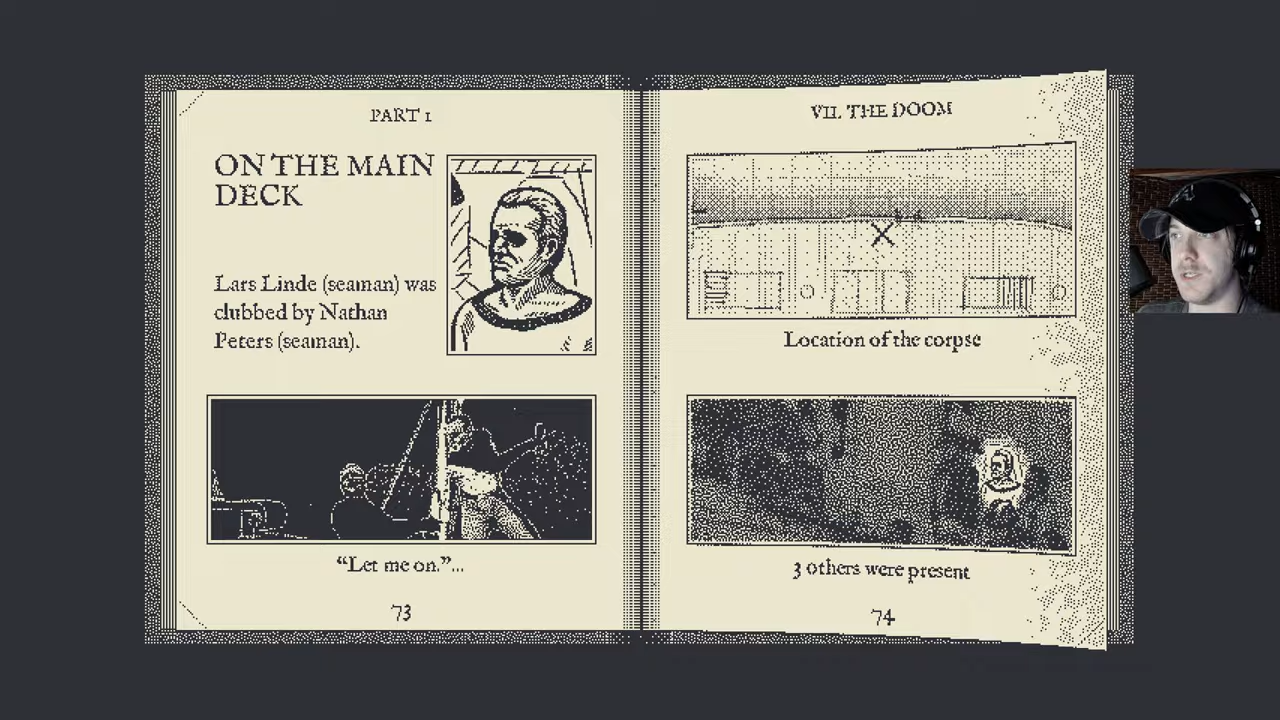 PART 1
ON THE MAIN
DECK
Lars Linde (seaman) was
clubbed by Nathan
Peters (seaman).
“Let me on.”...
73
VII. THE DOOM
Location of the corpse
3 others were present
74